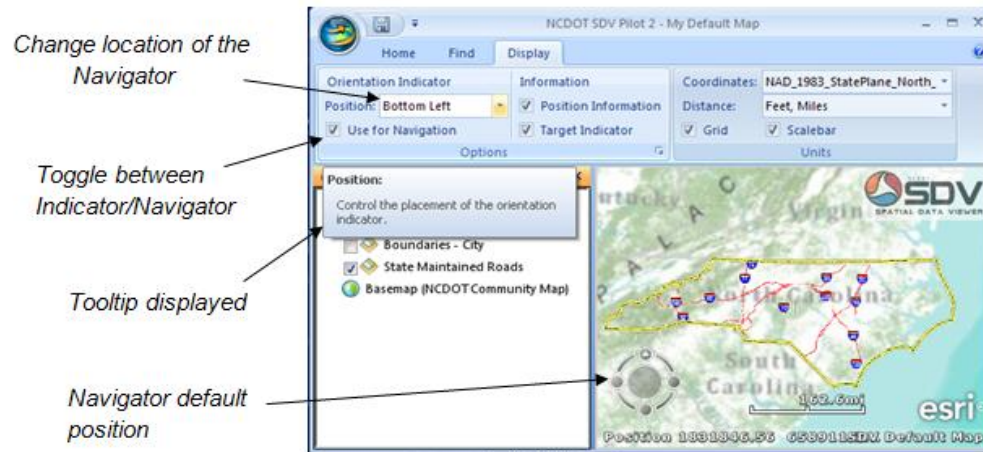 Change location of the
Navigator
Toggle between
Indicator/Navigator
Tooltip displayed
Navigator default
position
NCDOT SDV Pilot 2 - My Default Map
Home Find Display
Orientation Indicator
Position: Bottom Left
Use for Navigation
Options
Information
Position Information
Target Indicator
Coordinates: NAD_1983_StatePlane_North_
Distance: Feet, Miles
Grid Scalebar
Units
Position:
Control the placement of the orientation
indicator.
Boundaries - City
State Maintained Roads
Basemap (NCDOT Community Map)
SDV
SPATIAL DATA VIEWER
Virgin
North Carolina
South
Carolina
162.6mi
esri
Position 1831846.56 658911 SDV Default Map